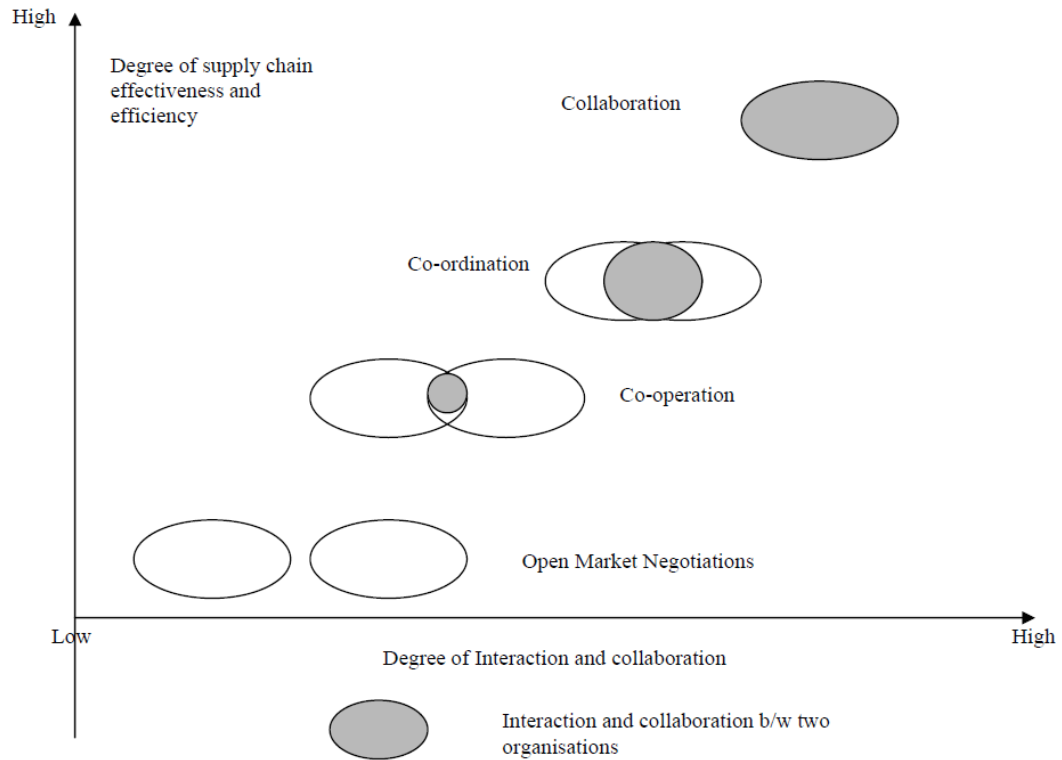 High
Degree of supply chain
effectiveness and
efficiency
Collaboration
Co-ordination
Co-operation
Open Market Negotiations
Low
High
Degree of Interaction and collaboration
Interaction and collaboration b/w two
organisations